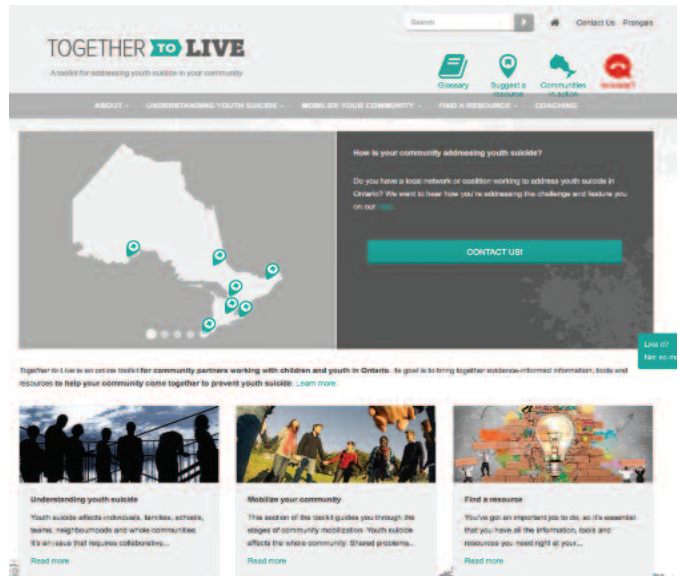 Search
Contact Us Français
TOGETHER TO LIVE
A toolkit for addressing youth suicide in your community
Glossary
Suggest a
resource
Communities
in action
ABOUT
UNDERSTANDING YOUTH SUICIDE
MOBILIZE YOUR COMMUNITY
FIND A RESOURCE
COACHING
How is your community addressing youth suicide?
Do you have a local network or coalition working to address youth suicide in
Ontario? We want to hear how you're addressing the challenge and feature you
on our map.
CONTACT US!
Like it?
Not so m
Together to Live is an online toolkit for community partners working with children and youth in Ontario. Its goal is to bring together evidence-informed information, tools and
resources to help your community come together to prevent youth suicide. Learn more.
Understanding youth suicide
Youth suicide affects individuals, families, schools,
teams, neighbourhoods and whole communities.
It's an issue that requires collaborative...
Read more
Mobilize your community
This section of the toolkit guides you through the
stages of community mobilization. Youth suicide
affects the whole community. Shared problems...
Read more
Find a resource
You've got an important job to do, so it's essential
that you have all the information, tools and
resources you need right at your...
Read more